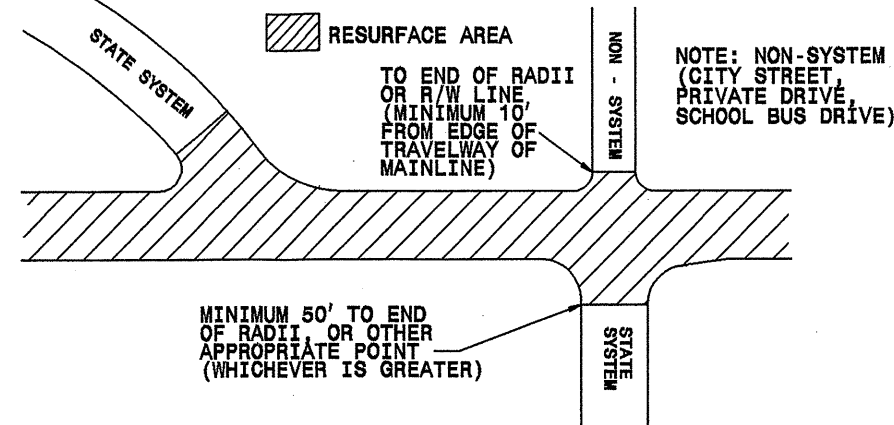 STATE SYSTEM
RESURFACE AREA
TO END OF RADII
OR R/W LINE
(MINIMUM 10'
FROM EDGE OF
TRAVELWAY OF
MAINLINE)
NON - SYSTEM
NOTE: NON-SYSTEM
(CITY STREET,
PRIVATE DRIVE,
SCHOOL BUS DRIVE)
MINIMUM 50' TO END
OF RADII, OR OTHER
APPROPRIATE POINT
(WHICHEVER IS GREATER)
STATE
SYSTEM